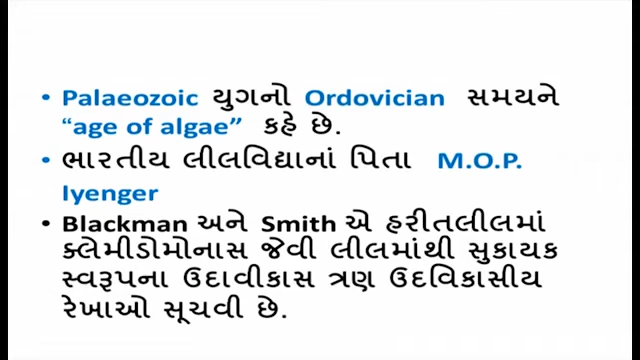 • Palaeozoic યુગનો Ordovician સમયને
“age of algae” કહે છે.
• ભારતીય લીલવિદ્યાનાં પિતા M.O.P.
Iyenger
• Blackman અને Smith એ હરીતલીલમાં
ક્લેમીડોમોનાસ જેવી લીલમાંથી સુકાયક
સ્વરૂપના ઉદાવીકાસ ત્રણ ઉદવિકાસીય
રેખાઓ સૂચવી છે.